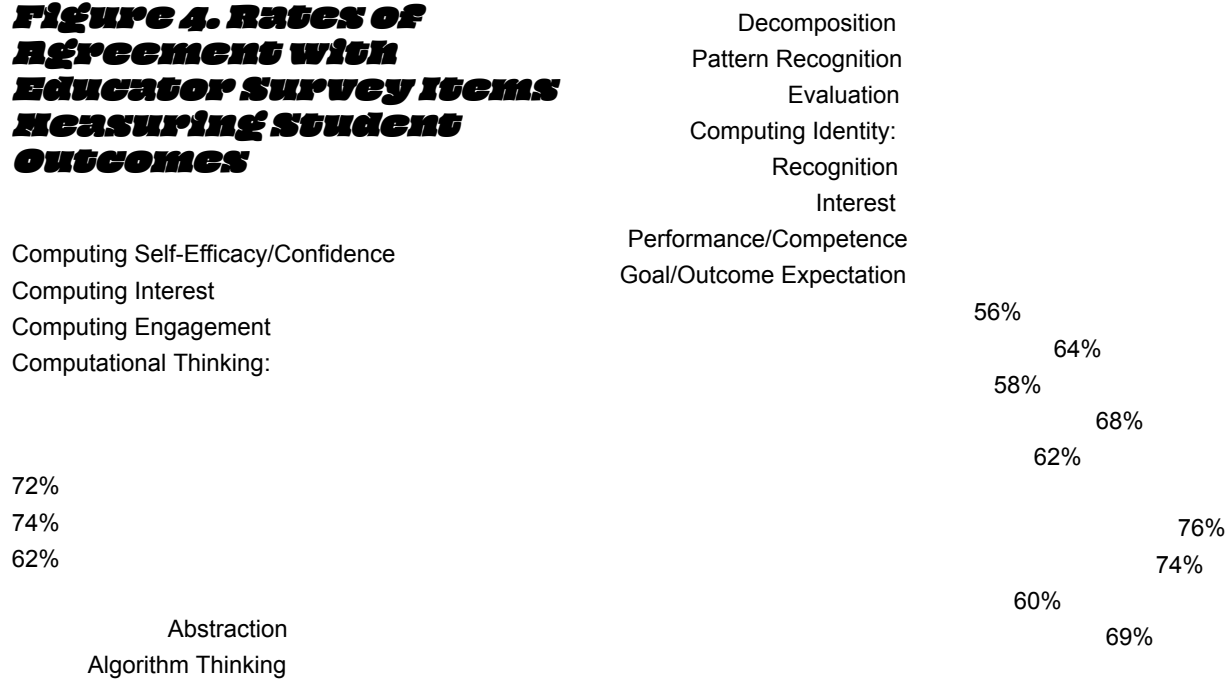 Figure 4. Rates of
Agreement with
Educator Survey Items
Measuring Student
Outcomes
Computing Self-Efficacy/Confidence
Computing Interest
Computing Engagement
Computational Thinking:
72%
74%
62%
Abstraction
Algorithm Thinking
Decomposition
Pattern Recognition
Evaluation
Computing Identity:
Recognition
Interest
Performance/Competence
Goal/Outcome Expectation
56%
64%
58%
68%
62%
76%
74%
60%
69%